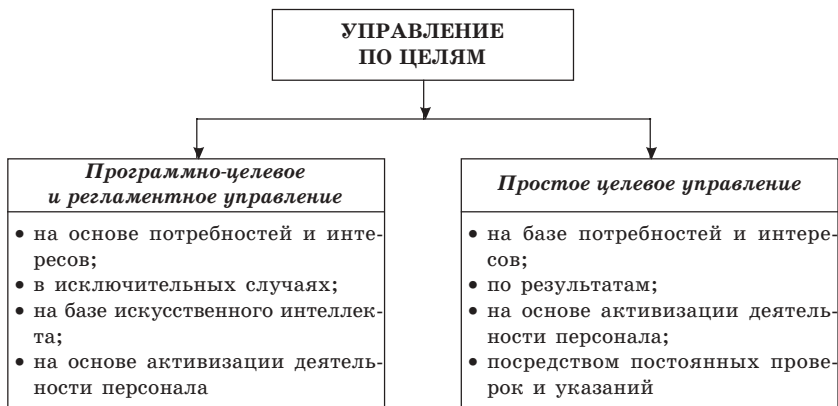 УПРАВЛЕНИЕ
ПО ЦЕЛЯМ
Программно-целевое
и регламентное управление
• на основе потребностей и инте-
ресов;
• в исключительных случаях;
• на базе искусственного интеллек-
та;
• на основе активизации деятель-
ности персонала
Простое целевое управление
• на базе потребностей и интере-
сов;
• по результатам;
• на основе активизации деятель-
ности персонала;
• посредством постоянных прове-
рок и указаний